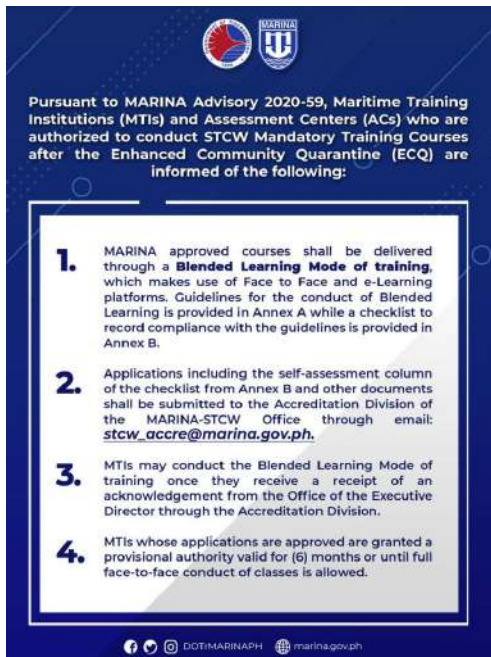 MARINA
Pursuant to MARINA Advisory 2020-59, Maritime Training
Institutions (MTIs) and Assessment Centers (ACs) who are
authorized to conduct STCW Mandatory Training Courses
after the Enhanced Community Quarantine (ECQ) are
informed of the following:
1. MARINA approved courses shall be delivered
through a Blended Learning Mode of training,
which makes use of Face to Face and e-Learning
platforms. Guidelines for the conduct of Blended
Learning is provided in Annex A while a checklist to
record compliance with the guidelines is provided in
Annex B.
2. Applications including the self-assessment column
of the checklist from Annex B and other documents
shall be submitted to the Accreditation Division of
the MARINA-STCW Office through email:
stcw_accre@marina.gov.ph.
3. MTIs may conduct the Blended Learning Mode of
training once they receive a receipt of an
acknowledgement from the Office of the Executive
Director through the Accreditation Division.
4. MTIs whose applications are approved are granted a
provisional authority valid for (6) months or until full
face-to-face conduct of classes is allowed.
DOTrMARINAPH marina.gov.ph